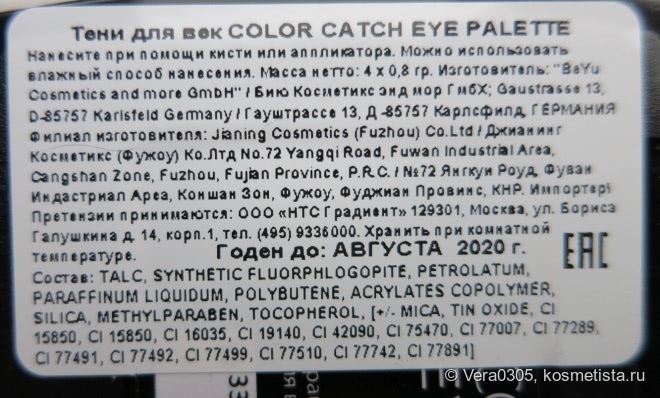 Тени для век COLOR CATCH EYE PALETTE
Нанесите при помощи кисти или аппликатора. Можно использовать
влажный способ нанесения. Масса нетто: 4 х 0,8 гр. Изготовитель: "BeYu
Cosmetics and more GmbH" / Бию Косметикс энд мор ГмбХ; Gaustrasse 13,
D-85757 Karlsfeld Germany / Гауштрассе 13, Д -85757 Карлсфилд, ГЕРМАНИЯ
Филиал изготовителя: Jianing Cosmetics (Fuzhou) Co.Ltd / Джианинг
Косметикс (Фужоу) Ко.Лтд No.72 Yangqi Road, Fuwan Industrial Area,
Cangshan Zone, Fuzhou, Fujian Province, P.R.C. / №72 Янгкуи Роуд, Фуван
Индастриал Ареа, Коншан Зон, Фужоу, Фуджиан Провинс, КНР. Импортер/
Претензии принимаются: ООО «НТС Градиент» 129301, Москва, ул. Бориса
Галушкина д. 14, корп.1, тел. (495) 9336000. Хранить при комнатной
температуре. Годен до: АВГУСТА 2020 г.
EAC
Состав: TALC, SYNTHETIC FLUORPHLOGOPITE, PETROLATUM,
PARAFFINUM LIQUIDUM, POLYBUTENE, ACRYLATES COPOLYMER,
SILICA, METHYLPARABEN, TOCOPHEROL, [+/- MICA, TIN OXIDE, CI
15850, CI 15850, CI 16035, CI 19140, CI 42090, CI 75470, CI 77007, CI 77289,
CI 77491, CI 77492, CI 77499, CI 77510, CI 77742, CI 77891]
© Vera0305, kosmetista.ru